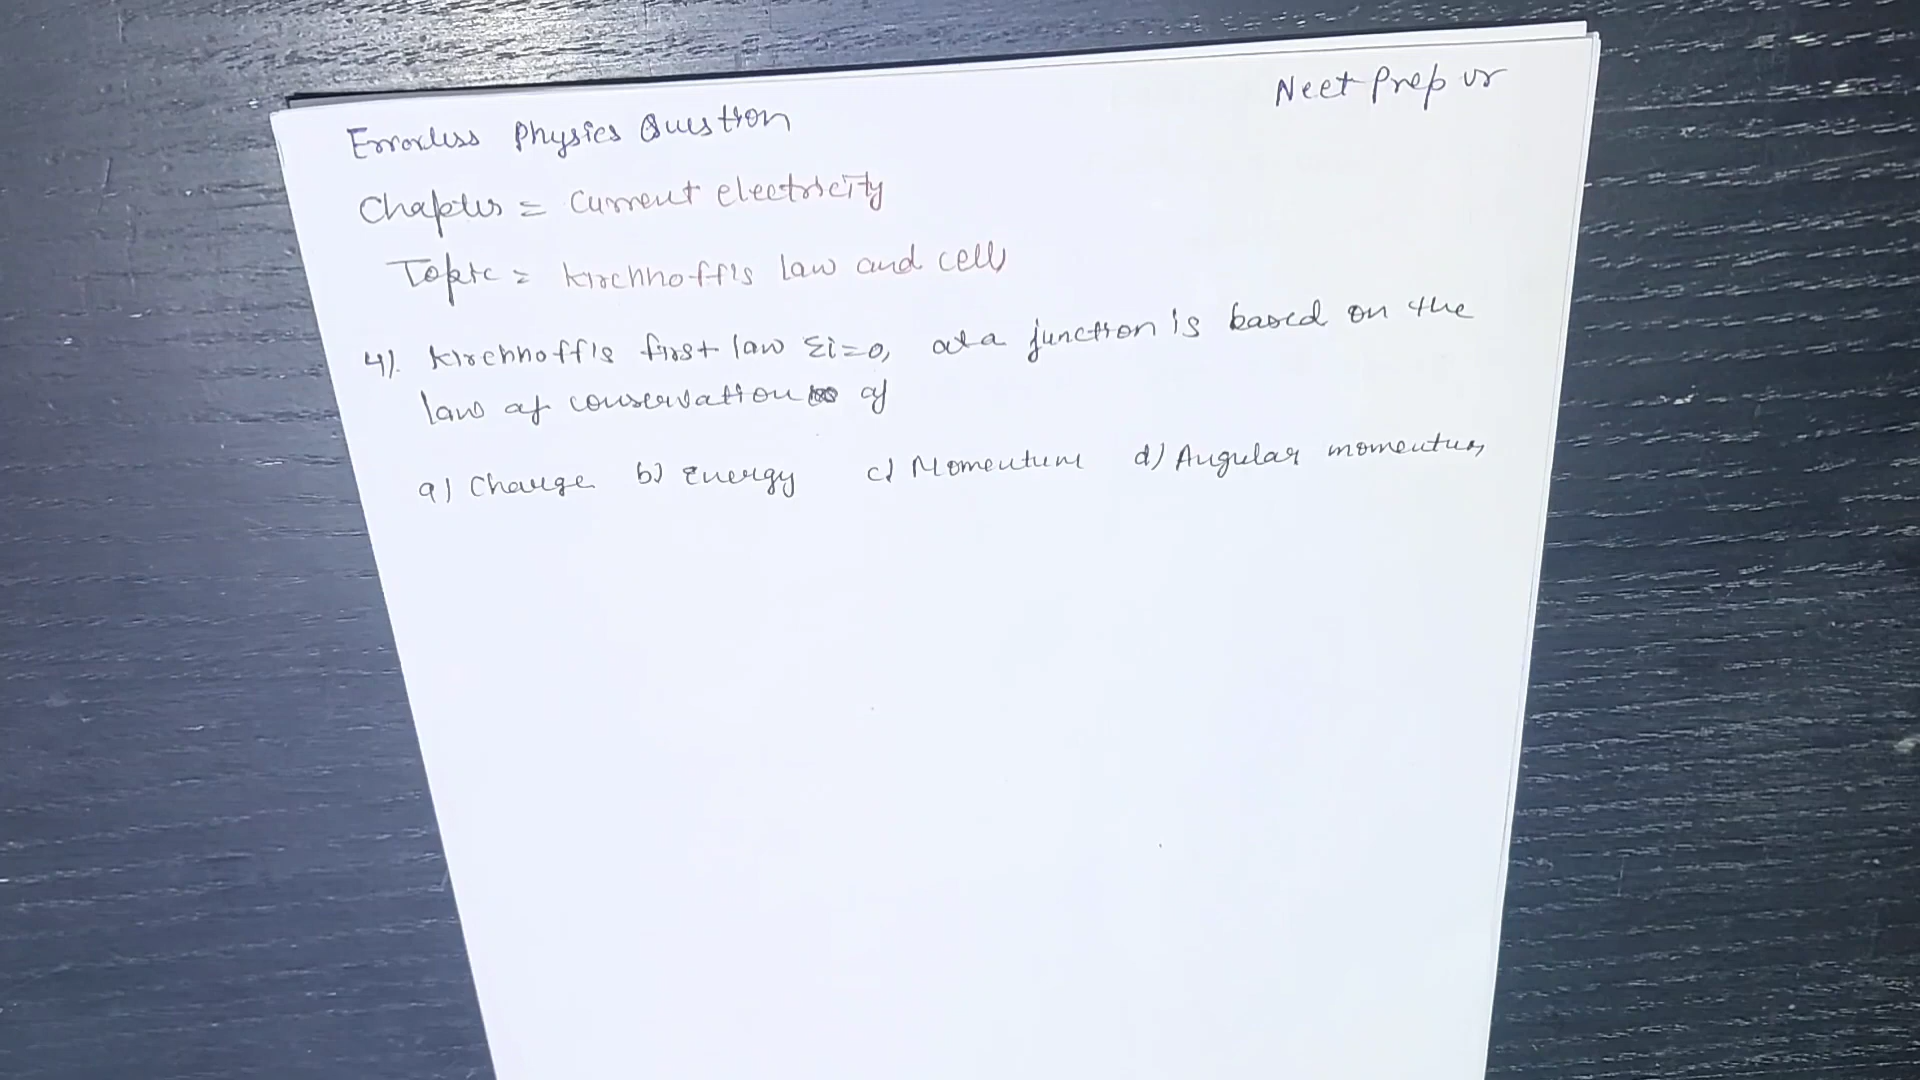 Neet Prep vr
Errorless Physics Question
Chapter = Current electricity
Topic = Kirchhoff's law and cell
4). Kirchhoff's first law Σi=0, at a junction is based on the
law of conservation of
a) Charge b) Energy c) Momentum d) Angular momentum